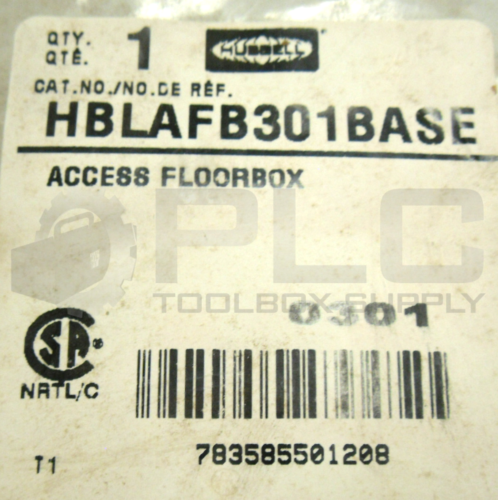 QTY. 1 HUBBELL
QTÉ.
CAT.NO./NO.DE RÉF.
HBLAFB301BASE
ACCESS FLOORBOX
PLC
TOOLBOX SUPPLY
0301
SA ®
NRTL/C
783585501208
T1